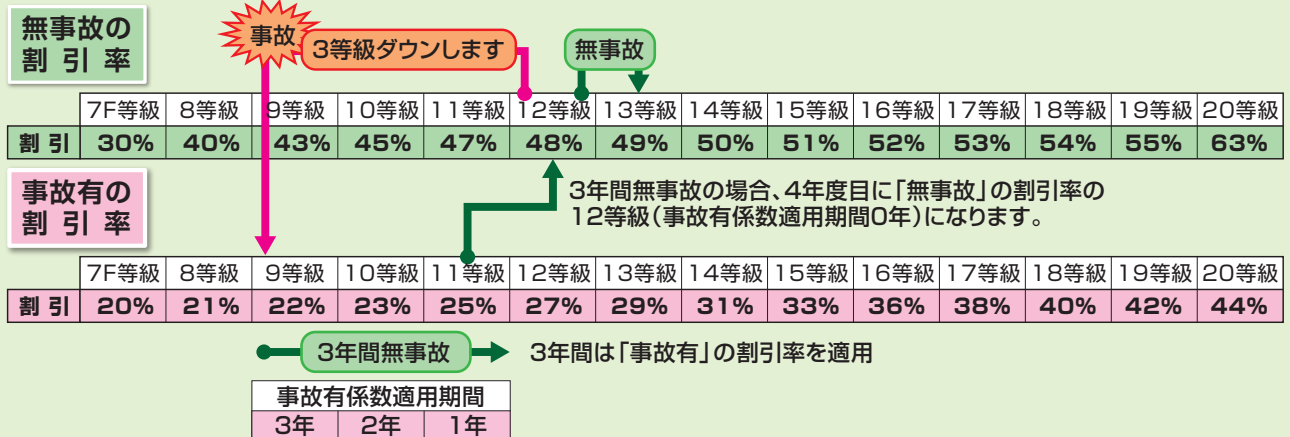 無事故の
割引率
事故
3等級ダウンします
無事故
7F等級 8等級 9等級 10等級 11等級 12等級 13等級 14等級 15等級 16等級 17等級 18等級 19等級 20等級
割引 30% 40% 43% 45% 47% 48% 49% 50% 51% 52% 53% 54% 55% 63%
事故有の
割引率
3年間無事故の場合、4年度目に「無事故」の割引率の
12等級(事故有係数適用期間0年)になります。
7F等級 8等級 9等級 10等級 11等級 12等級 13等級 14等級 15等級 16等級 17等級 18等級 19等級 20等級
割引 20% 21% 22% 23% 25% 27% 29% 31% 33% 36% 38% 40% 42% 44%
3年間無事故
3年間は「事故有」の割引率を適用
事故有係数適用期間
3年 2年 1年